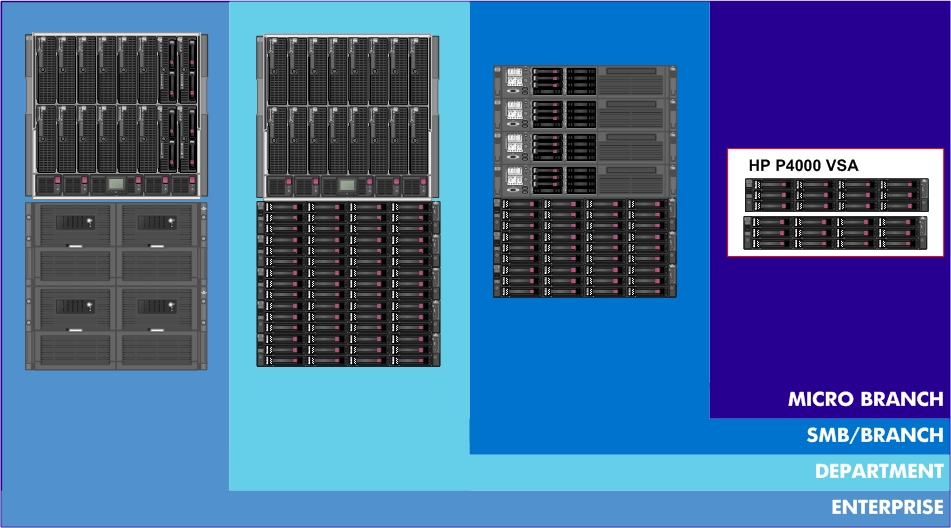 HP P4000 VSA
MICRO BRANCH
SMB/BRANCH
DEPARTMENT
ENTERPRISE